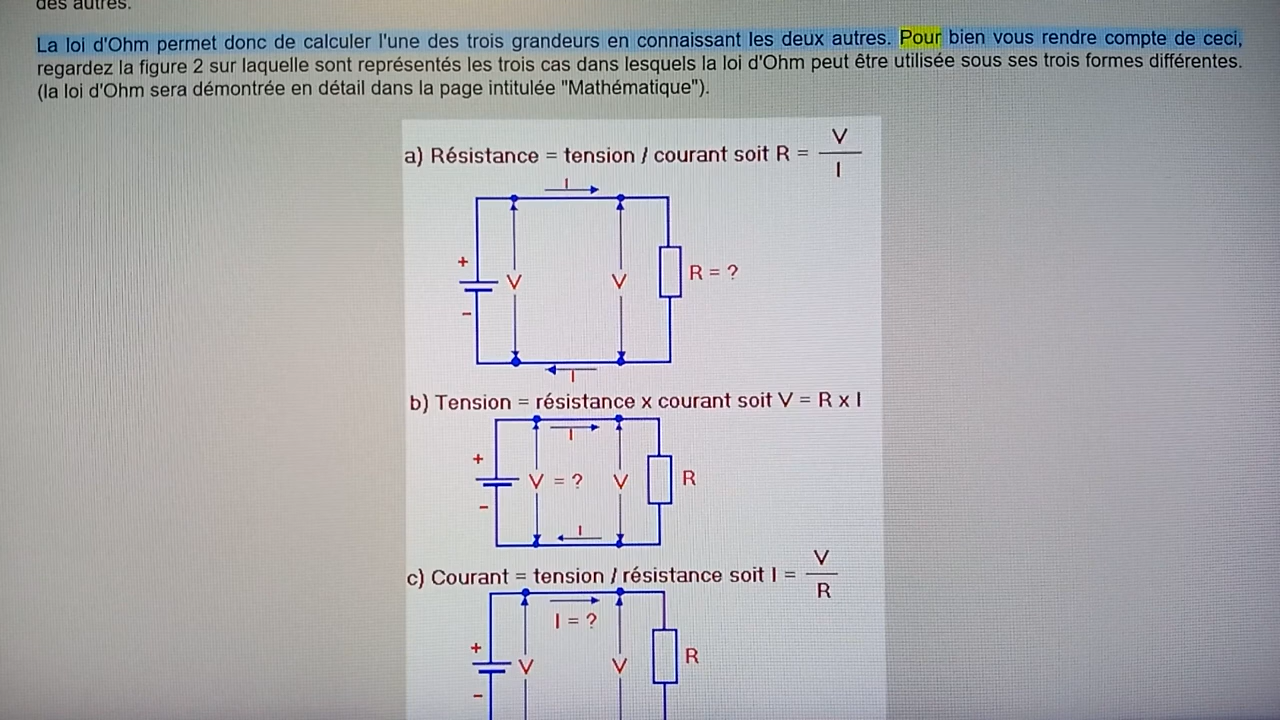 des autres.
La loi d'Ohm permet donc de calculer l'une des trois grandeurs en connaissant les deux autres. Pour bien vous rendre compte de ceci,
regardez la figure 2 sur laquelle sont représentés les trois cas dans lesquels la loi d'Ohm peut être utilisée sous ses trois formes différentes.
(la loi d'Ohm sera démontrée en détail dans la page intitulée "Mathématique").
a) Résistance = tension / courant soit R = V / I
I
+
V
V
R = ?
-
I
b) Tension = résistance x courant soit V = R x I
I
+
V = ?
V
R
-
I
c) Courant = tension / résistance soit I = V / R
I = ?
+
V
V
R
-